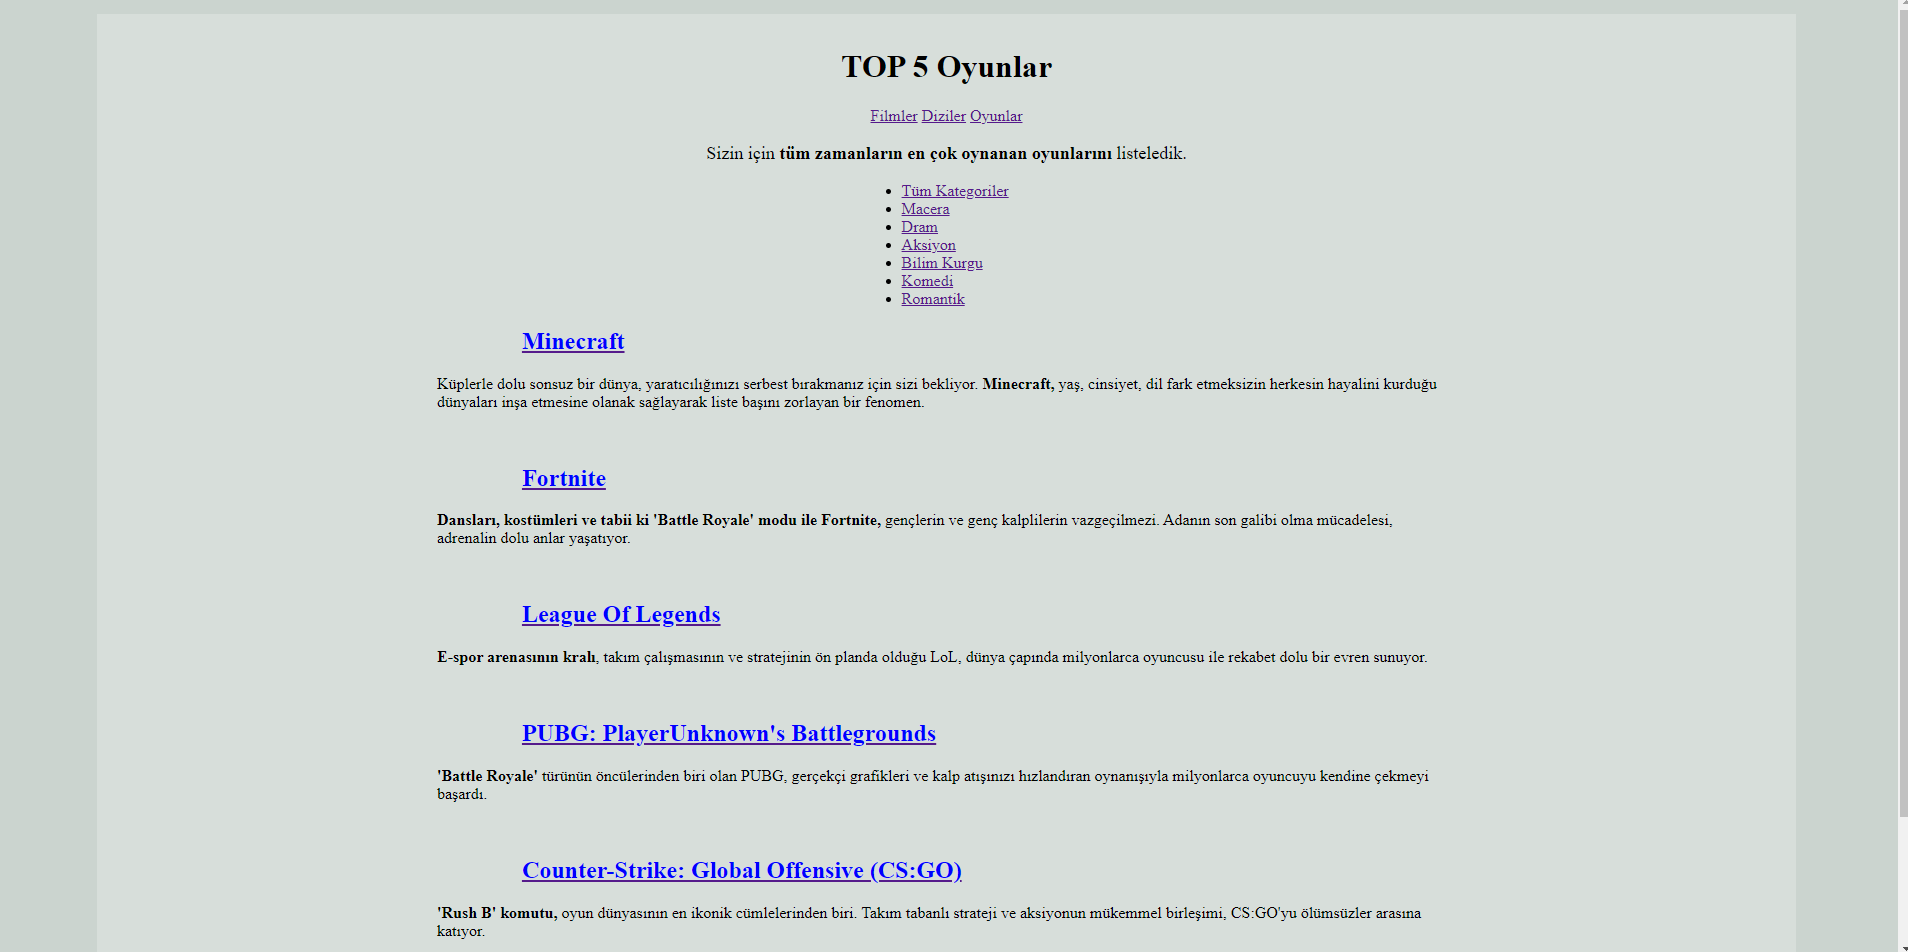 TOP 5 Oyunlar
Filmler Diziler Oyunlar
Sizin için tüm zamanların en çok oynanan oyunlarını listeledik.
Tüm Kategoriler
Macera
Dram
Aksiyon
Bilim Kurgu
Komedi
Romantik
Minecraft
Küplerle dolu sonsuz bir dünya, yaratıcılığınızı serbest bırakmanız için sizi bekliyor. Minecraft, yaş, cinsiyet, dil fark etmeksizin herkesin hayalini kurduğu
dünyaları inşa etmesine olanak sağlayarak liste başını zorlayan bir fenomen.
Fortnite
Dansları, kostümleri ve tabii ki 'Battle Royale' modu ile Fortnite, gençlerin ve genç kalplilerin vazgeçilmezi. Adanın son galibi olma mücadelesi,
adrenalin dolu anlar yaşatıyor.
League Of Legends
E-spor arenasının kralı, takım çalışmasının ve stratejinin ön planda olduğu LoL, dünya çapında milyonlarca oyuncusu ile rekabet dolu bir evren sunuyor.
PUBG: PlayerUnknown's Battlegrounds
'Battle Royale' türünün öncülerinden biri olan PUBG, gerçekçi grafikleri ve kalp atışınızı hızlandıran oynanışıyla milyonlarca oyuncuyu kendine çekmeyi
başardı.
Counter-Strike: Global Offensive (CS:GO)
'Rush B' komutu, oyun dünyasının en ikonik cümlelerinden biri. Takım tabanlı strateji ve aksiyonun mükemmel birleşimi, CS:GO'yu ölümsüzler arasına
katıyor.